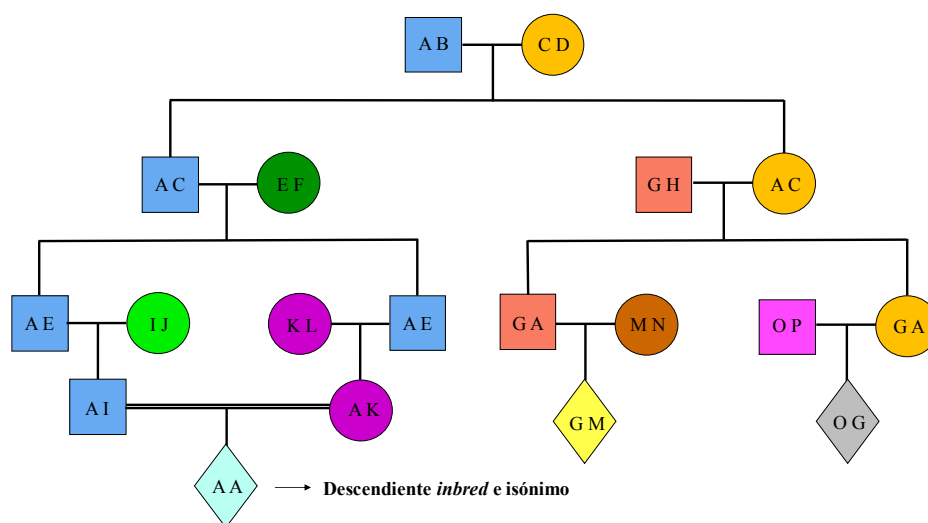 A B
C D
A C
E F
G H
A C
A E
I J
K L
A E
G A
M N
O P
G A
A I
A K
G M
O G
A A
Descendiente inbred e isónimo